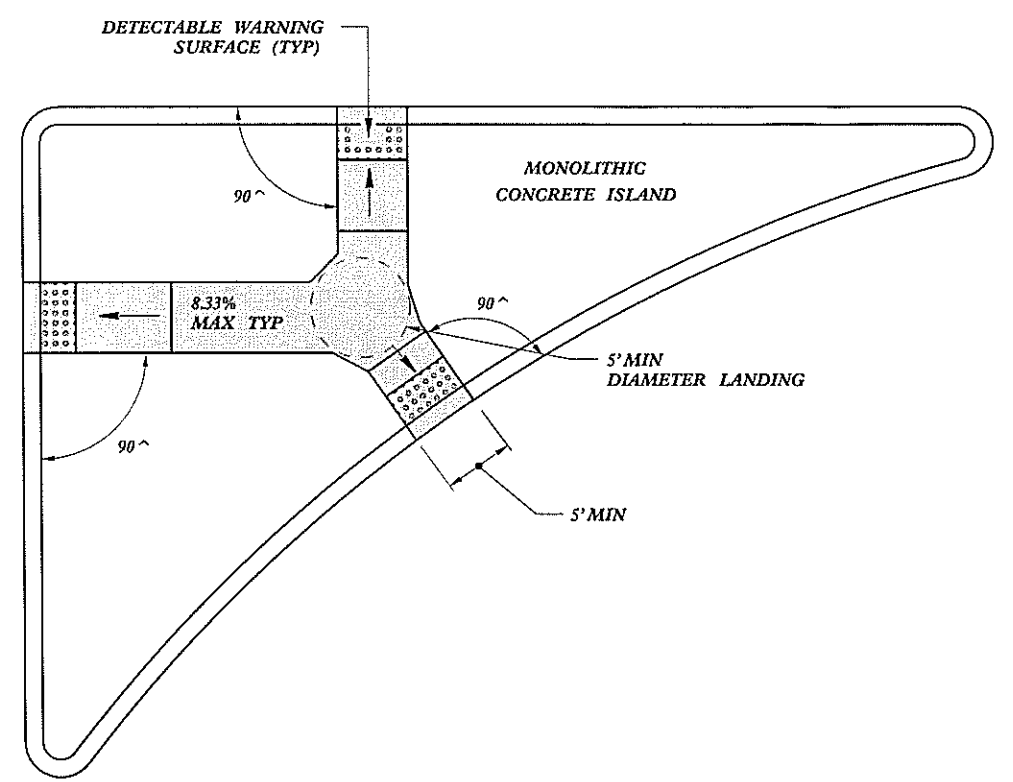 DETECTABLE WARNING
SURFACE (TYP)
90^
MONOLITHIC
CONCRETE ISLAND
8.33%
MAX TYP
90^
5' MIN
DIAMETER LANDING
90^
5' MIN